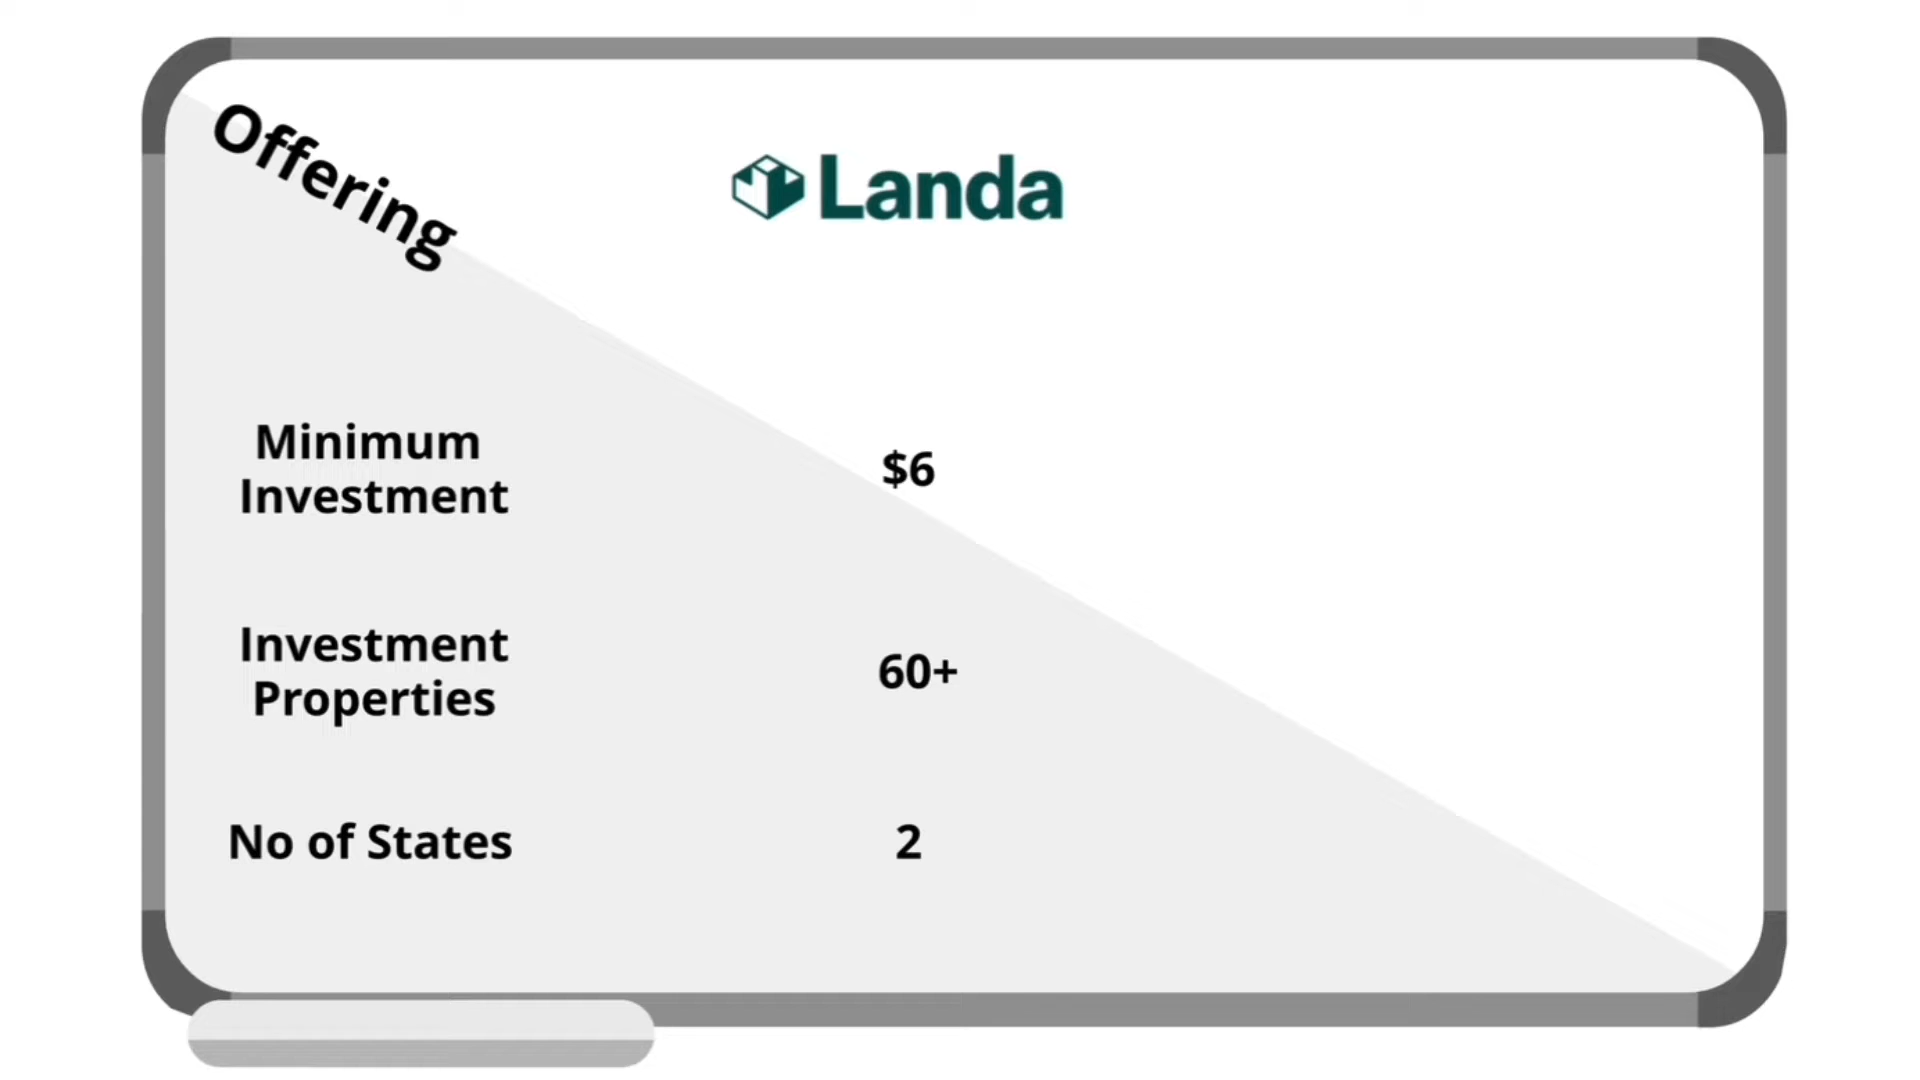 Offering
Landa
Minimum
Investment
$6
Investment
Properties
60+
No of States
2